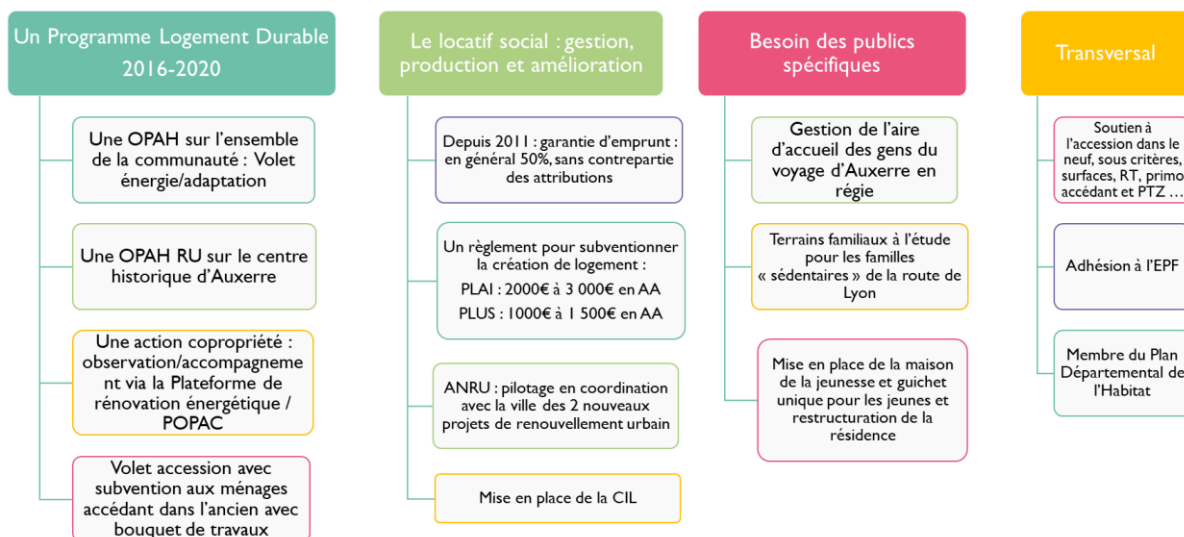 Un Programme Logement Durable
2016-2020
Une OPAH sur l'ensemble
de la communauté : Volet
énergie/adaptation
Une OPAH RU sur le centre
historique d'Auxerre
Une action copropriété :
observation/accompagneme
nt via la Plateforme de
rénovation énergétique /
POPAC
Volet accession avec
subvention aux ménages
accédant dans l'ancien avec
bouquet de travaux
Le locatif social : gestion,
production et amélioration
Depuis 2011 : garantie d'emprunt :
en général 50%, sans contrepartie
des attributions
Un règlement pour subventionner
la création de logement :
PLAI : 2000€ à 3 000€ en AA
PLUS : 1000€ à 1 500€ en AA
ANRU : pilotage en coordination
avec la ville des 2 nouveaux
projets de renouvellement urbain
Mise en place de la CIL
Besoin des publics
spécifiques
Gestion de l'aire
d'accueil des gens du
voyage d'Auxerre en
régie
Terrains familiaux à l'étude
pour les familles
« sédentaires » de la route de
Lyon
Mise en place de la maison
de la jeunesse et guichet
unique pour les jeunes et
restructuration de la
résidence
Transversal
Soutien à
l'accession dans le
neuf, sous critères,
surfaces, RT, primo
accédant et PTZ …
Adhésion à l'EPF
Membre du Plan
Départemental de
l'Habitat